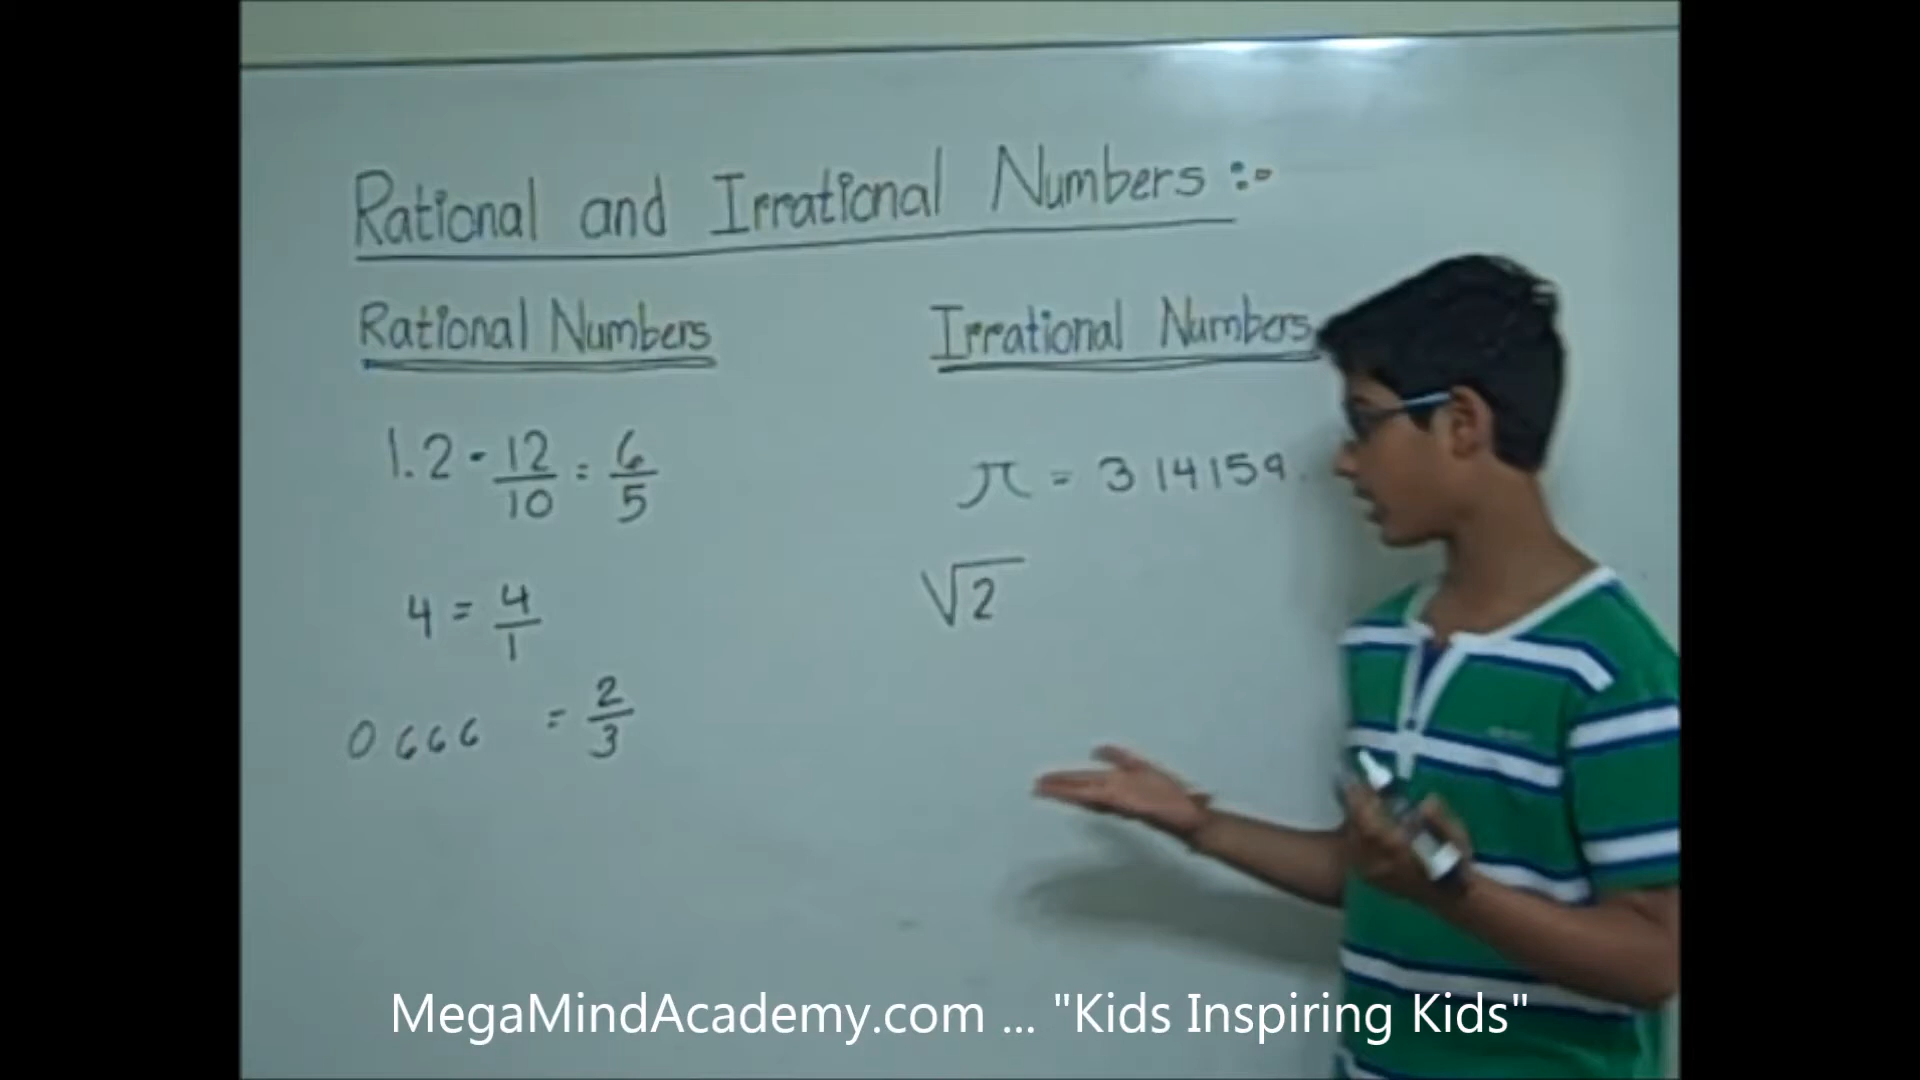 Rational and Irrational Numbers :-
Rational Numbers
1.2 = 12/10 = 6/5
4 = 4/1
0 666 = 2/3
Irrational Numbers
π = 3 14159.
√2
MegaMindAcademy.com ... "Kids Inspiring Kids"